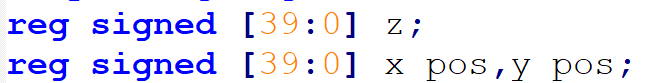 reg signed [39:0] z;
reg signed [39:0] x pos,y pos;